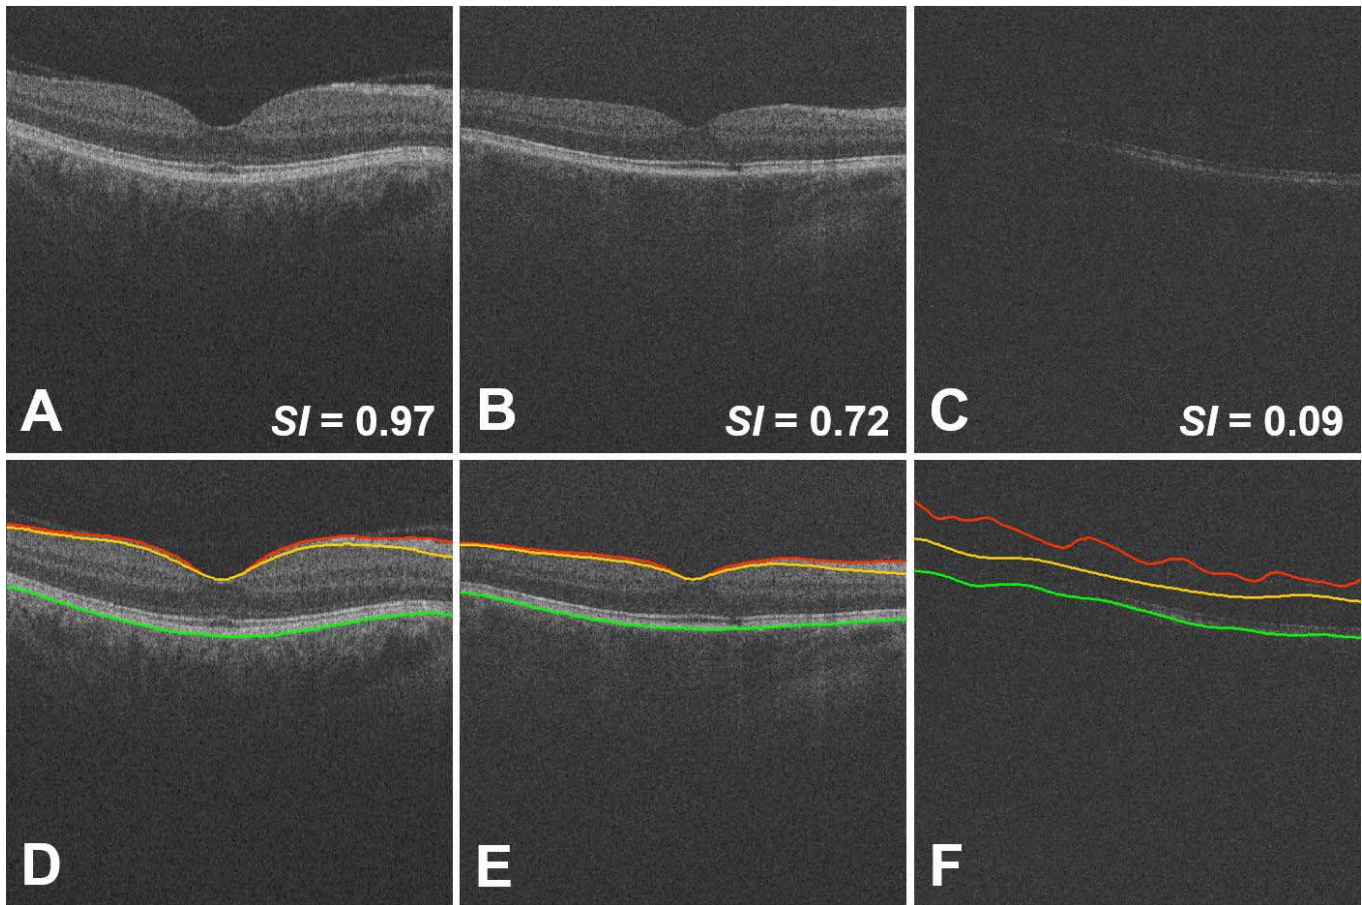 A
SI = 0.97
B
SI = 0.72
C
SI = 0.09
D
E
F